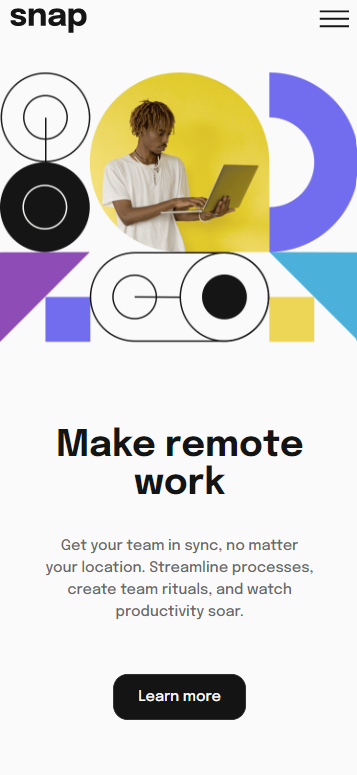 snap
Make remote
work
Get your team in sync, no matter
your location. Streamline processes,
create team rituals, and watch
productivity soar.
Learn more